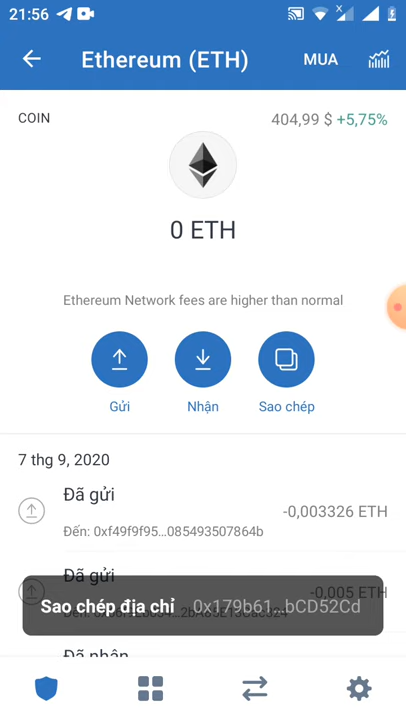 21:56
Ethereum (ETH)
MUA
COIN
404,99 $ +5,75%
0 ETH
Ethereum Network fees are higher than normal
Gửi
Nhận
Sao chép
7 thg 9, 2020
Đã gửi
-0,003326 ETH
Đến: 0xf49f9f95...085493507864b
Đã gửi
-0,005 ETH
Sao chép địa chỉ 0x179b61...bCD52Cd
Đã nhận